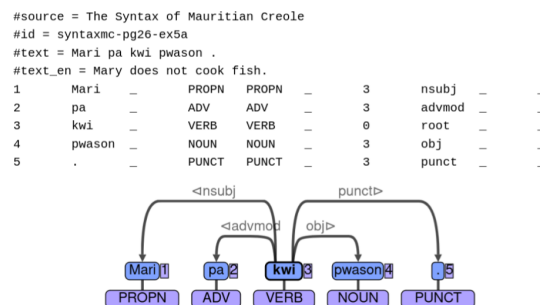 #source = The Syntax of Mauritian Creole
#id = syntaxmc-pg26-ex5a
#text = Mari pa kwi pwason .
#text_en = Mary does not cook fish.
1 Mari _ PROPN PROPN _ 3 nsubj _ _
2 pa _ ADV ADV _ 3 advmod _ _
3 kwi _ VERB VERB _ 0 root _ _
4 pwason _ NOUN NOUN _ 3 obj _ _
5 . _ PUNCT PUNCT _ 3 punct _ _
⊲nsubj punct⊳
⊲advmod obj⊳
Mari 1 pa 2 kwi 3 pwason 4 . 5
PROPN ADV VERB NOUN PUNCT